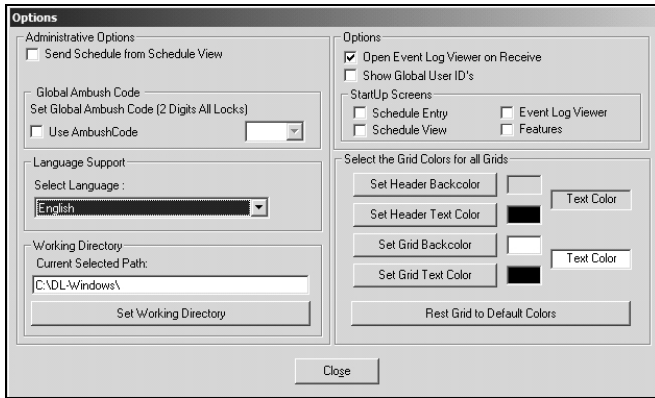 Options
Administrative Options
Send Schedule from Schedule View
Global Ambush Code
Set Global Ambush Code (2 Digits All Locks)
Use AmbushCode
Language Support
Select Language :
English
Working Directory
Current Selected Path:
C:\DL-Windows\
Set Working Directory
Options
Open Event Log Viewer on Receive
Show Global User ID's
StartUp Screens
Schedule Entry
Event Log Viewer
Schedule View
Features
Select the Grid Colors for all Grids
Set Header Backcolor
Text Color
Set Header Text Color
Set Grid Backcolor
Text Color
Set Grid Text Color
Rest Grid to Default Colors
Close